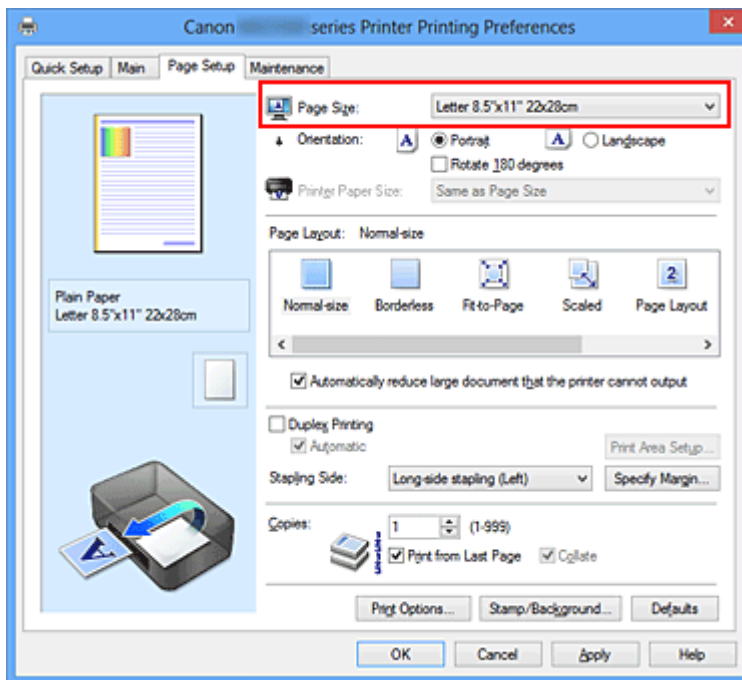 Canon series Printer Printing Preferences
Quick Setup Main Page Setup Maintenance
Page Size: Letter 8.5"x11" 22x28cm
Orientation: A Portrait A Landscape
Rotate 180 degrees
Printer Paper Size: Same as Page Size
Page Layout: Normal-size
2
Normal-size Borderless Fit-to-Page Scaled Page Layout
Plain Paper
Letter 8.5"x11" 22x28cm
Automatically reduce large document that the printer cannot output
Duplex Printing
Automatic Print Area Setup...
Stapling Side: Long-side stapling (Left) Specify Margin...
Copies: 1 (1-999)
Print from Last Page Collate
Print Options... Stamp/Background... Defaults
OK Cancel Apply Help